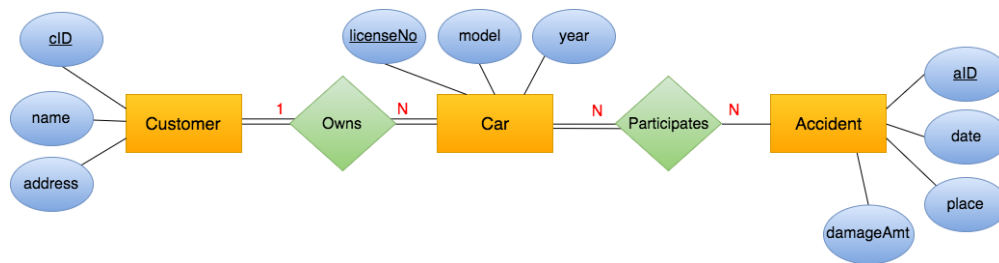 cID
licenseNo
model
year
aID
name
Customer
1
Owns
N
Car
N
Participates
N
Accident
date
address
place
damageAmt